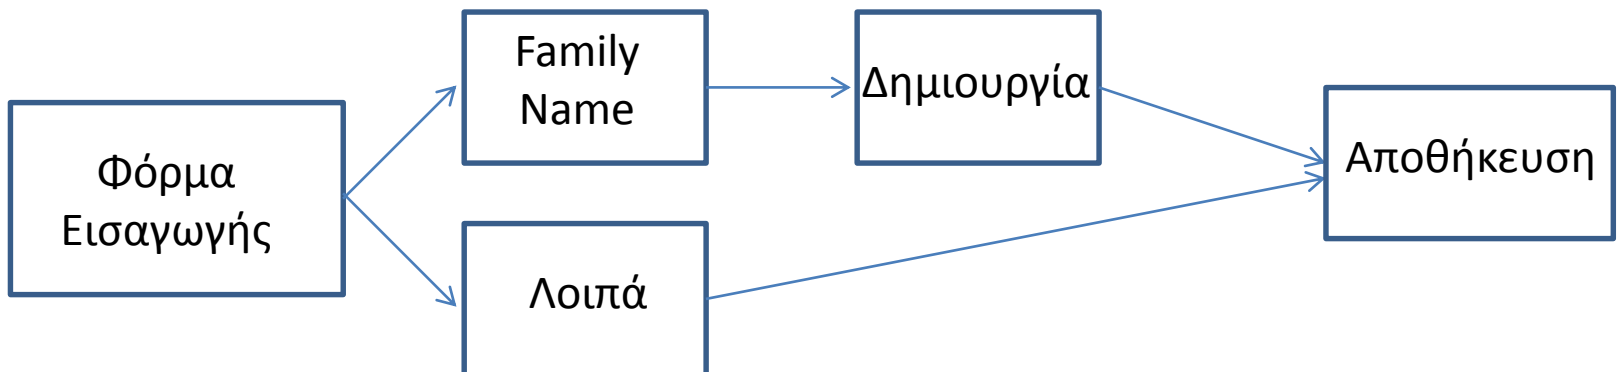 Φόρμα
Εισαγωγής
Family
Name
Λοιπά
Δημιουργία
Αποθήκευση